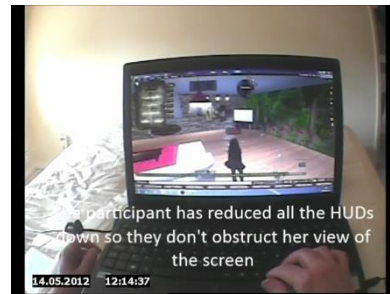 participant has reduced all the HUDs
down so they don't obstruct her view of
the screen
14.05.2012 12:14:37